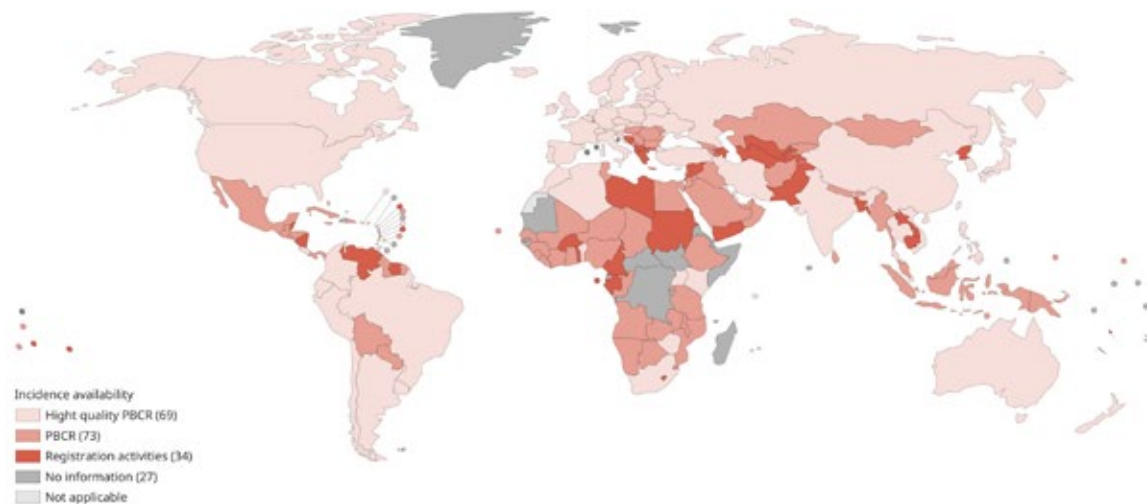 Incidence availability
Hight quality PBCR (69)
PBCR (73)
Registration activities (34)
No information (27)
Not applicable